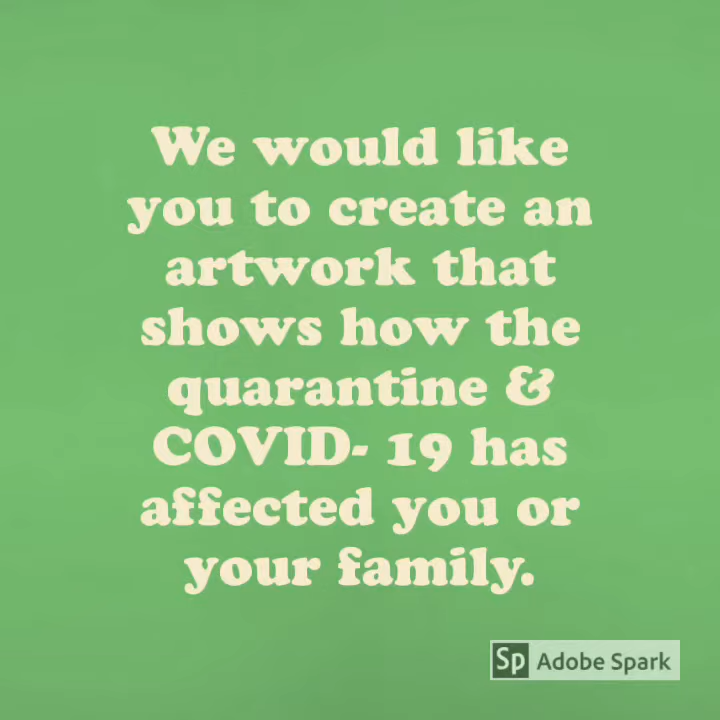 We would like
you to create an
artwork that
shows how the
quarantine &
COVID- 19 has
affected you or
your family.
Sp Adobe Spark